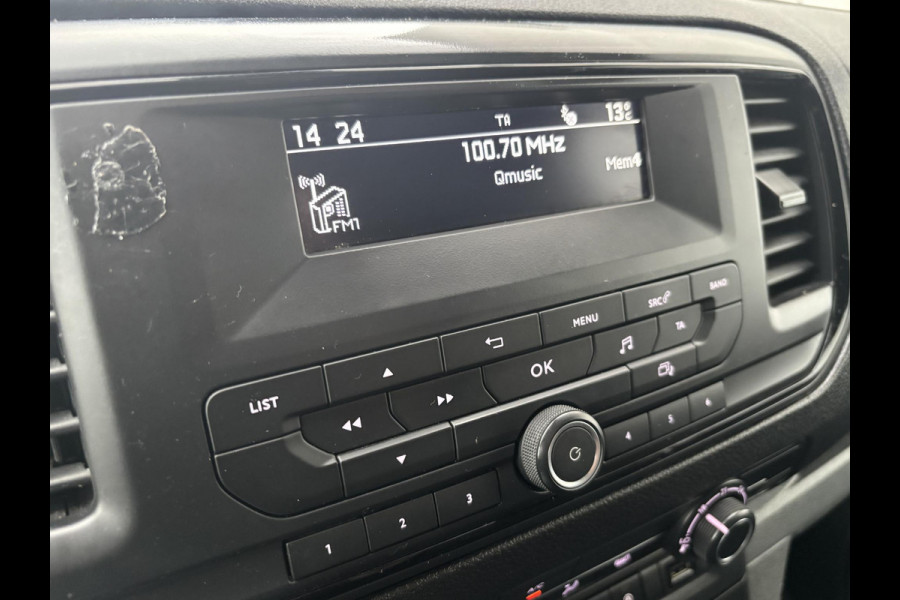 14 24 TA 13°
100.70 MHz
Qmusic
Mem4
FM1
BAND
SRC
MENU
TA
OK
LIST
4 5 6
1 2 3